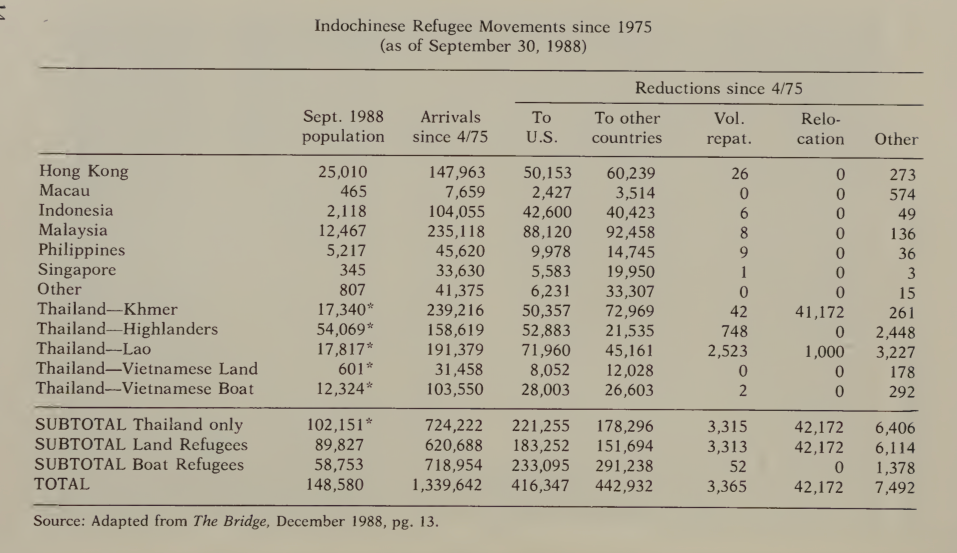 Indochinese Refugee Movements since 1975
(as of September 30, 1988)
Reductions since 4/75
Sept. 1988 Arrivals To To other Vol. Relo-
population since 4/75 U.S. countries repat. cation Other
Hong Kong 25,010 147,963 50,153 60,239 26 0 273
Macau 465 7,659 2,427 3,514 0 0 574
Indonesia 2,118 104,055 42,600 40,423 6 0 49
Malaysia 12,467 235,118 88,120 92,458 8 0 136
Philippines 5,217 45,620 9,978 14,745 9 0 36
Singapore 345 33,630 5,583 19,950 1 0 3
Other 807 41,375 6,231 33,307 0 0 15
Thailand—Khmer 17,340* 239,216 50,357 72,969 42 41,172 261
Thailand—Highlanders 54,069* 158,619 52,883 21,535 748 0 2,448
Thailand—Lao 17,817* 191,379 71,960 45,161 2,523 1,000 3,227
Thailand—Vietnamese Land 601* 31,458 8,052 12,028 0 0 178
Thailand—Vietnamese Boat 12,324* 103,550 28,003 26,603 2 0 292
SUBTOTAL Thailand only 102,151* 724,222 221,255 178,296 3,315 42,172 6,406
SUBTOTAL Land Refugees 89,827 620,688 183,252 151,694 3,313 42,172 6,114
SUBTOTAL Boat Refugees 58,753 718,954 233,095 291,238 52 0 1,378
TOTAL 148,580 1,339,642 416,347 442,932 3,365 42,172 7,492
Source: Adapted from The Bridge, December 1988, pg. 13.